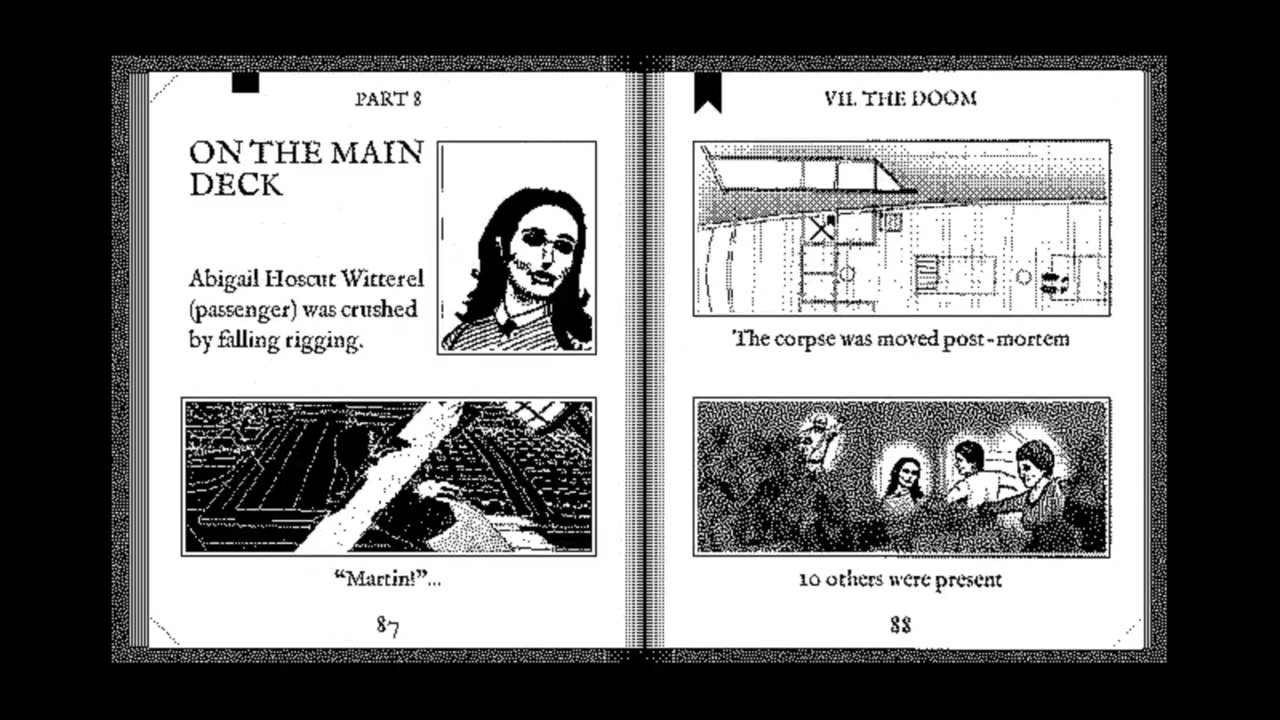 PART 8
ON THE MAIN
DECK
Abigail Hoscut Witterel
(passenger) was crushed
by falling rigging.
“Martin!”...
87
VII. THE DOOM
The corpse was moved post-mortem
10 others were present
88